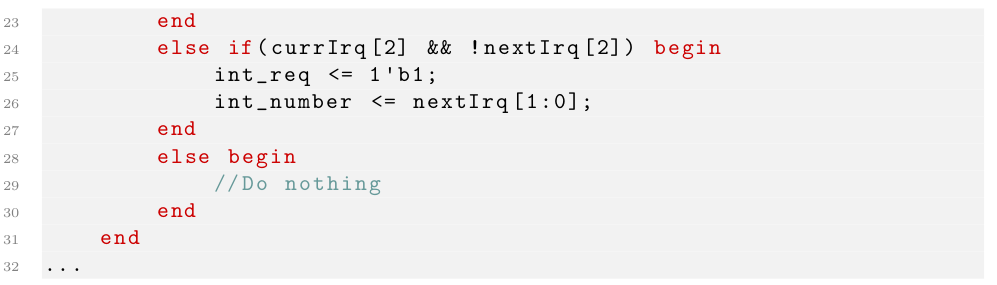 23 end
24 else if(currIrq[2] && !nextIrq[2]) begin
25 int_req <= 1'b1;
26 int_number <= nextIrq[1:0];
27 end
28 else begin
29 //Do nothing
30 end
31 end
32 ...